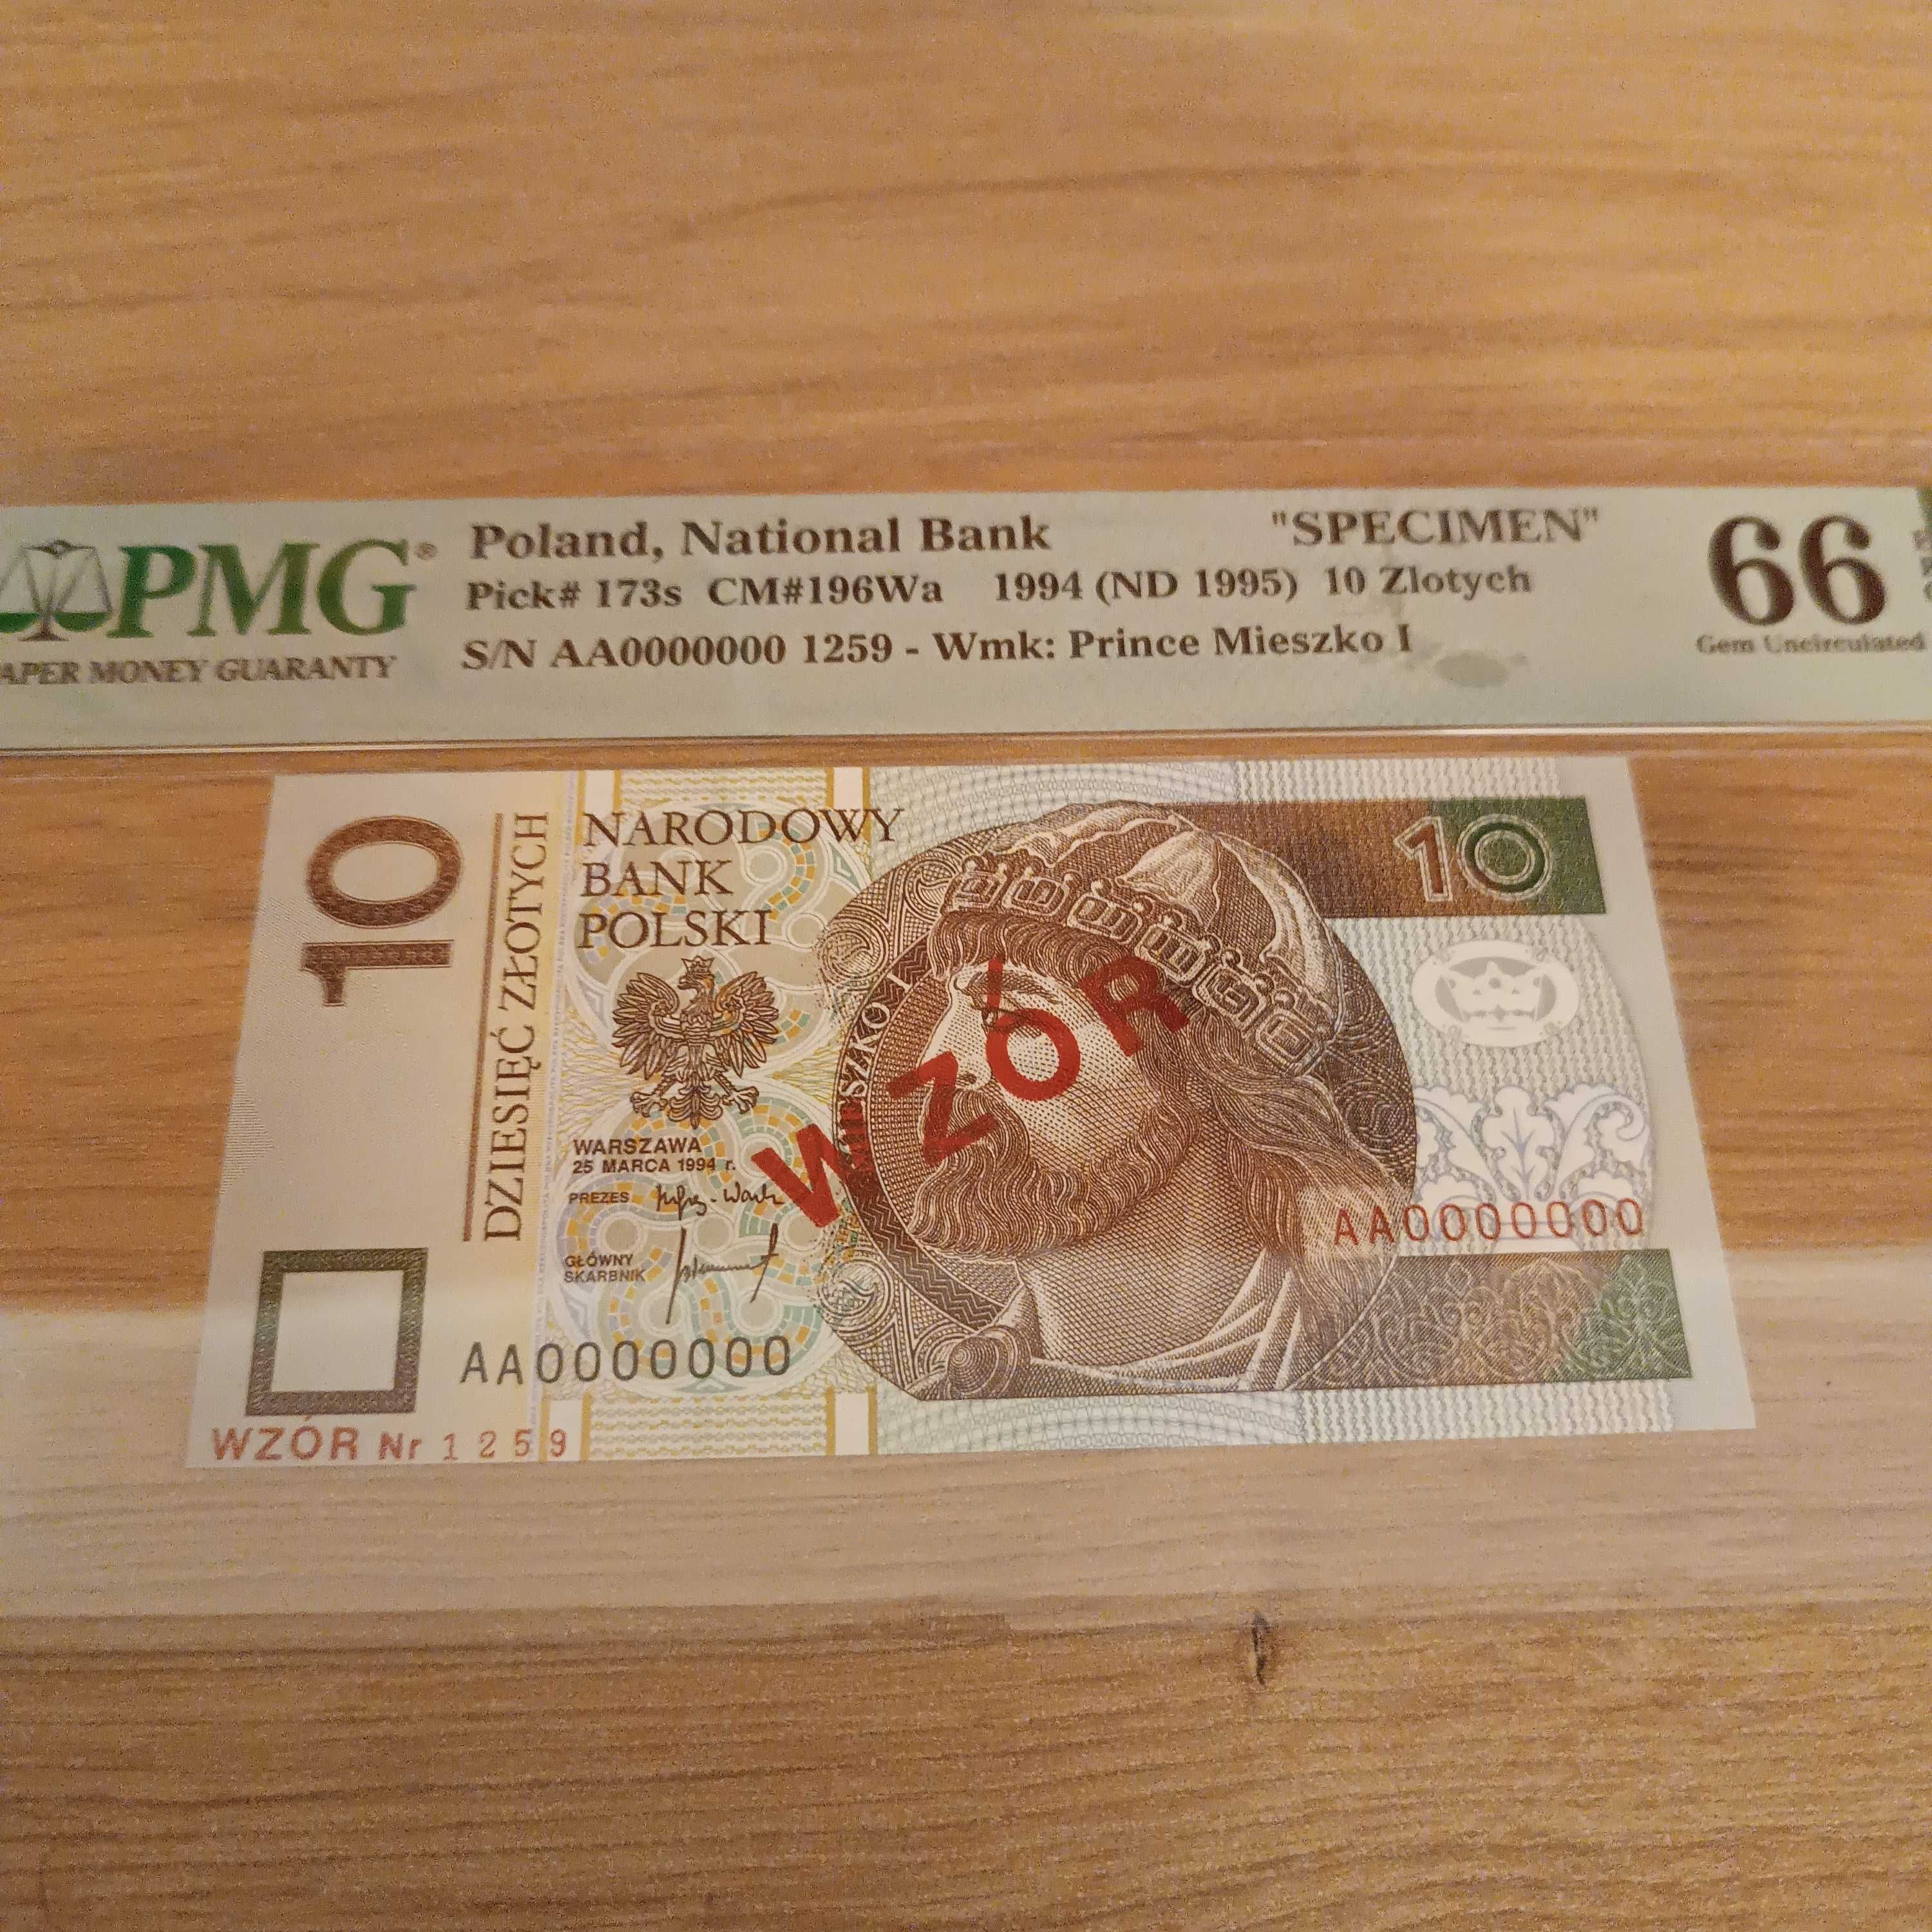 PMG®
APER MONEY GUARANTY
Poland, National Bank "SPECIMEN"
Pick# 173s CM#196Wa 1994 (ND 1995) 10 Zlotych
S/N AA0000000 1259 - Wmk: Prince Mieszko I
66
Gem Uncirculated
10
DZIESIĘĆ ZŁOTYCH
NARODOWY
BANK
POLSKI
WARSZAWA
25 MARCA 1994 r.
PREZES
GŁÓWNY
SKARBNIK
AA0000000
WZÓR Nr 1259
MIESZKO I
WZÓR
10
AA0000000